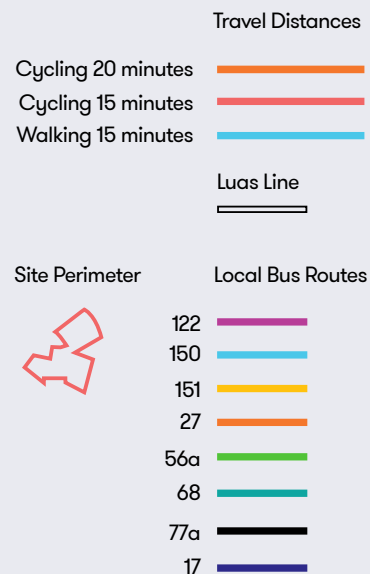 Travel Distances
Cycling 20 minutes
Cycling 15 minutes
Walking 15 minutes
Luas Line
Site Perimeter
Local Bus Routes
122
150
151
27
56a
68
77a
17